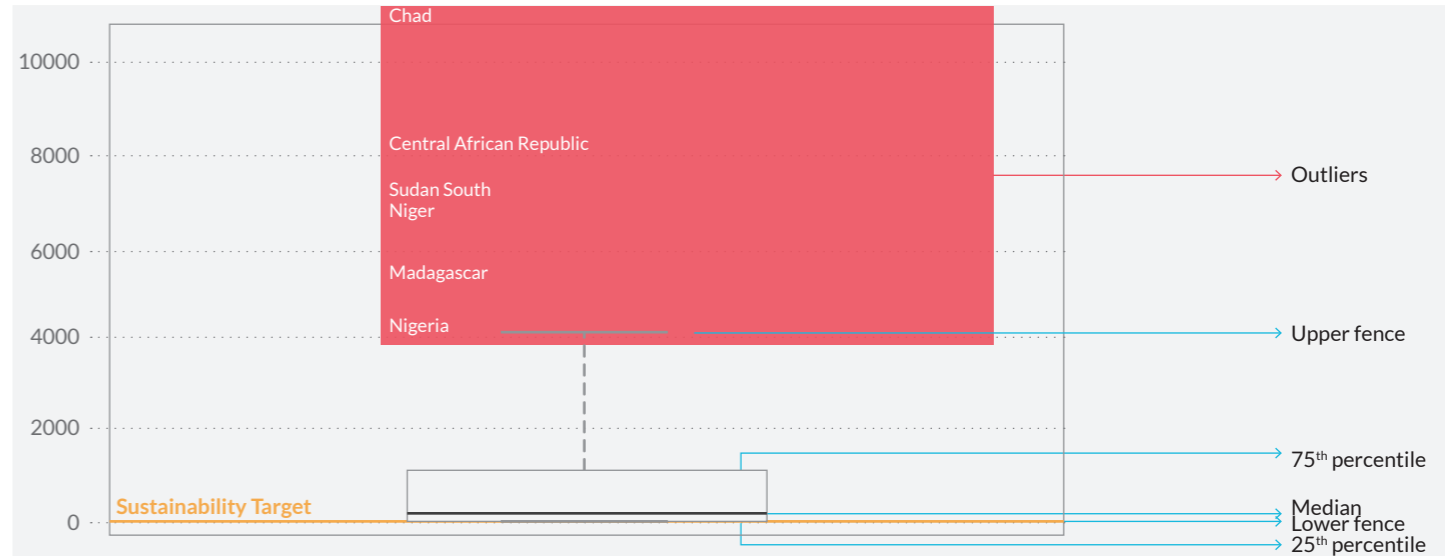 Chad
10000
Central African Republic
8000
Outliers
Sudan South
Niger
6000
Madagascar
Nigeria
4000
Upper fence
2000
75th percentile
Sustainability Target
Median
0
Lower fence
25th percentile